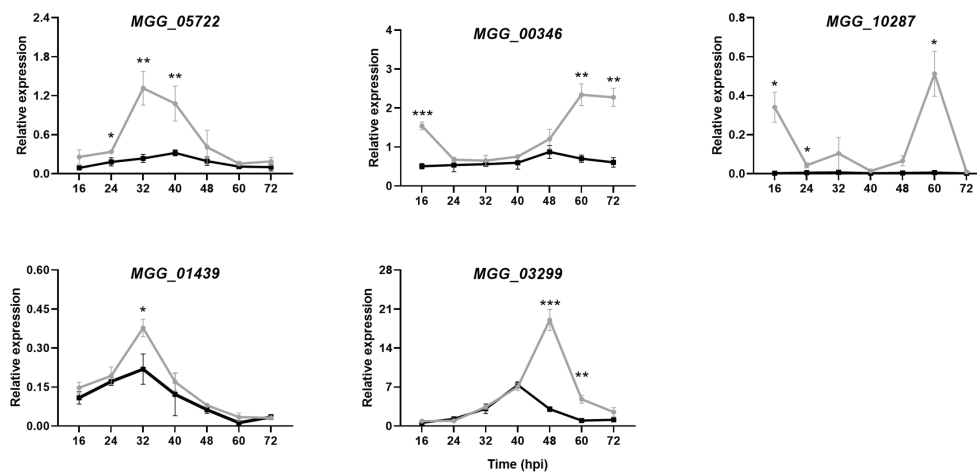 MGG_05722
Relative expression
2.4
1.8
1.2
0.6
0.0
* ** **
16 24 32 40 48 60 72
MGG_00346
Relative expression
4
3
2
1
0
*** ** **
16 24 32 40 48 60 72
MGG_10287
Relative expression
0.8
0.6
0.4
0.2
0.0
* * *
16 24 32 40 48 60 72
MGG_01439
Relative expression
0.60
0.45
0.30
0.15
0.00
*
16 24 32 40 48 60 72
MGG_03299
Relative expression
28
21
14
7
0
*** **
16 24 32 40 48 60 72
Time (hpi)